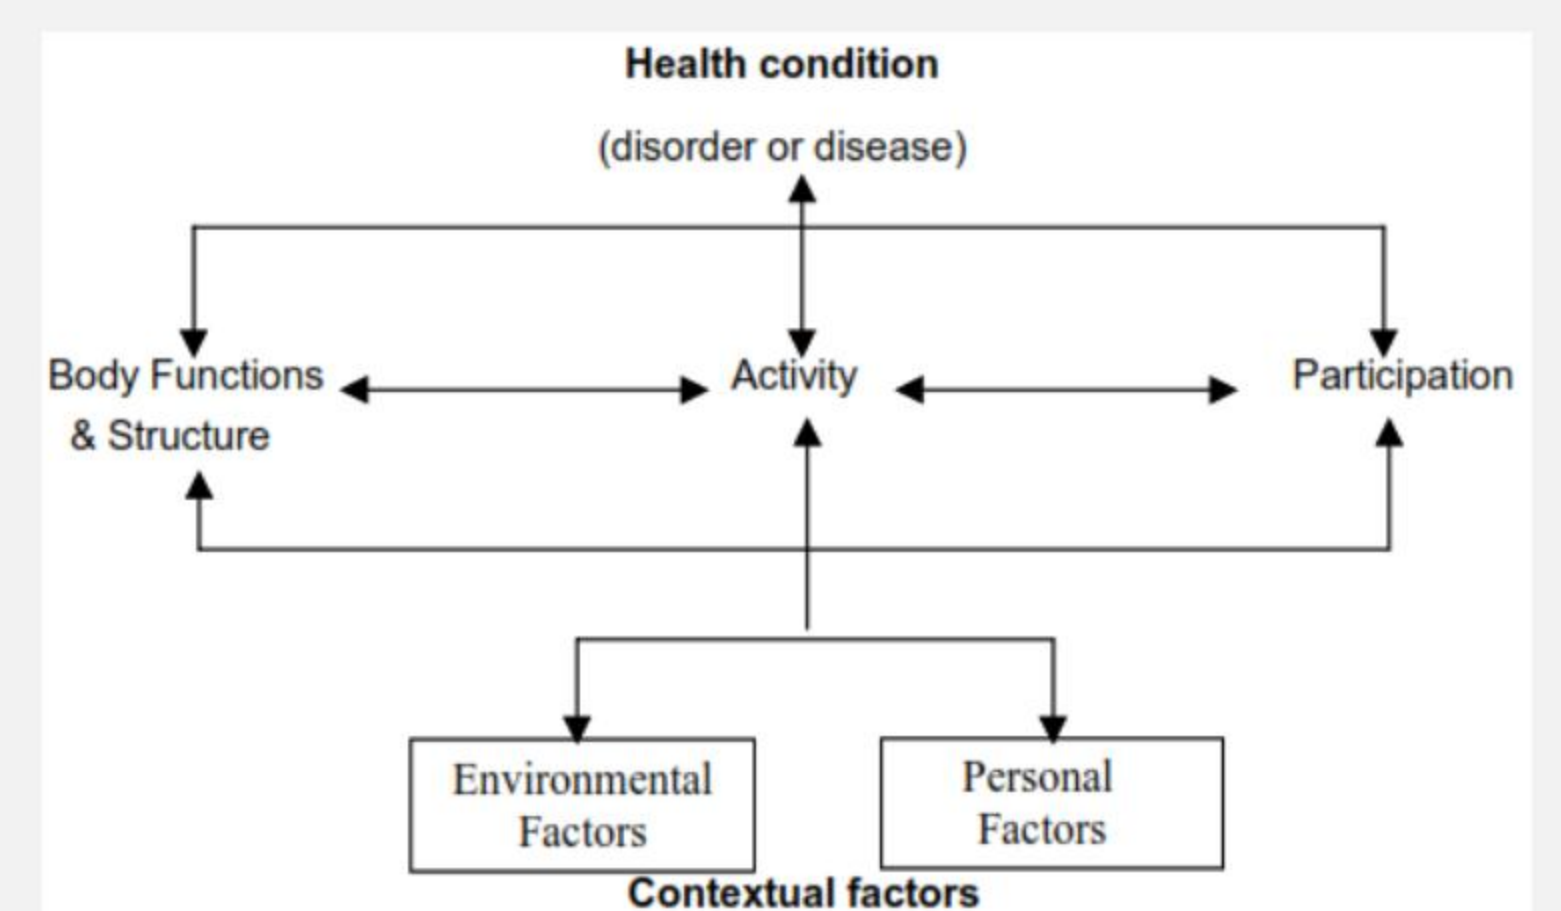 Health condition
(disorder or disease)
Body Functions
& Structure
Activity
Participation
Environmental
Factors
Personal
Factors
Contextual factors